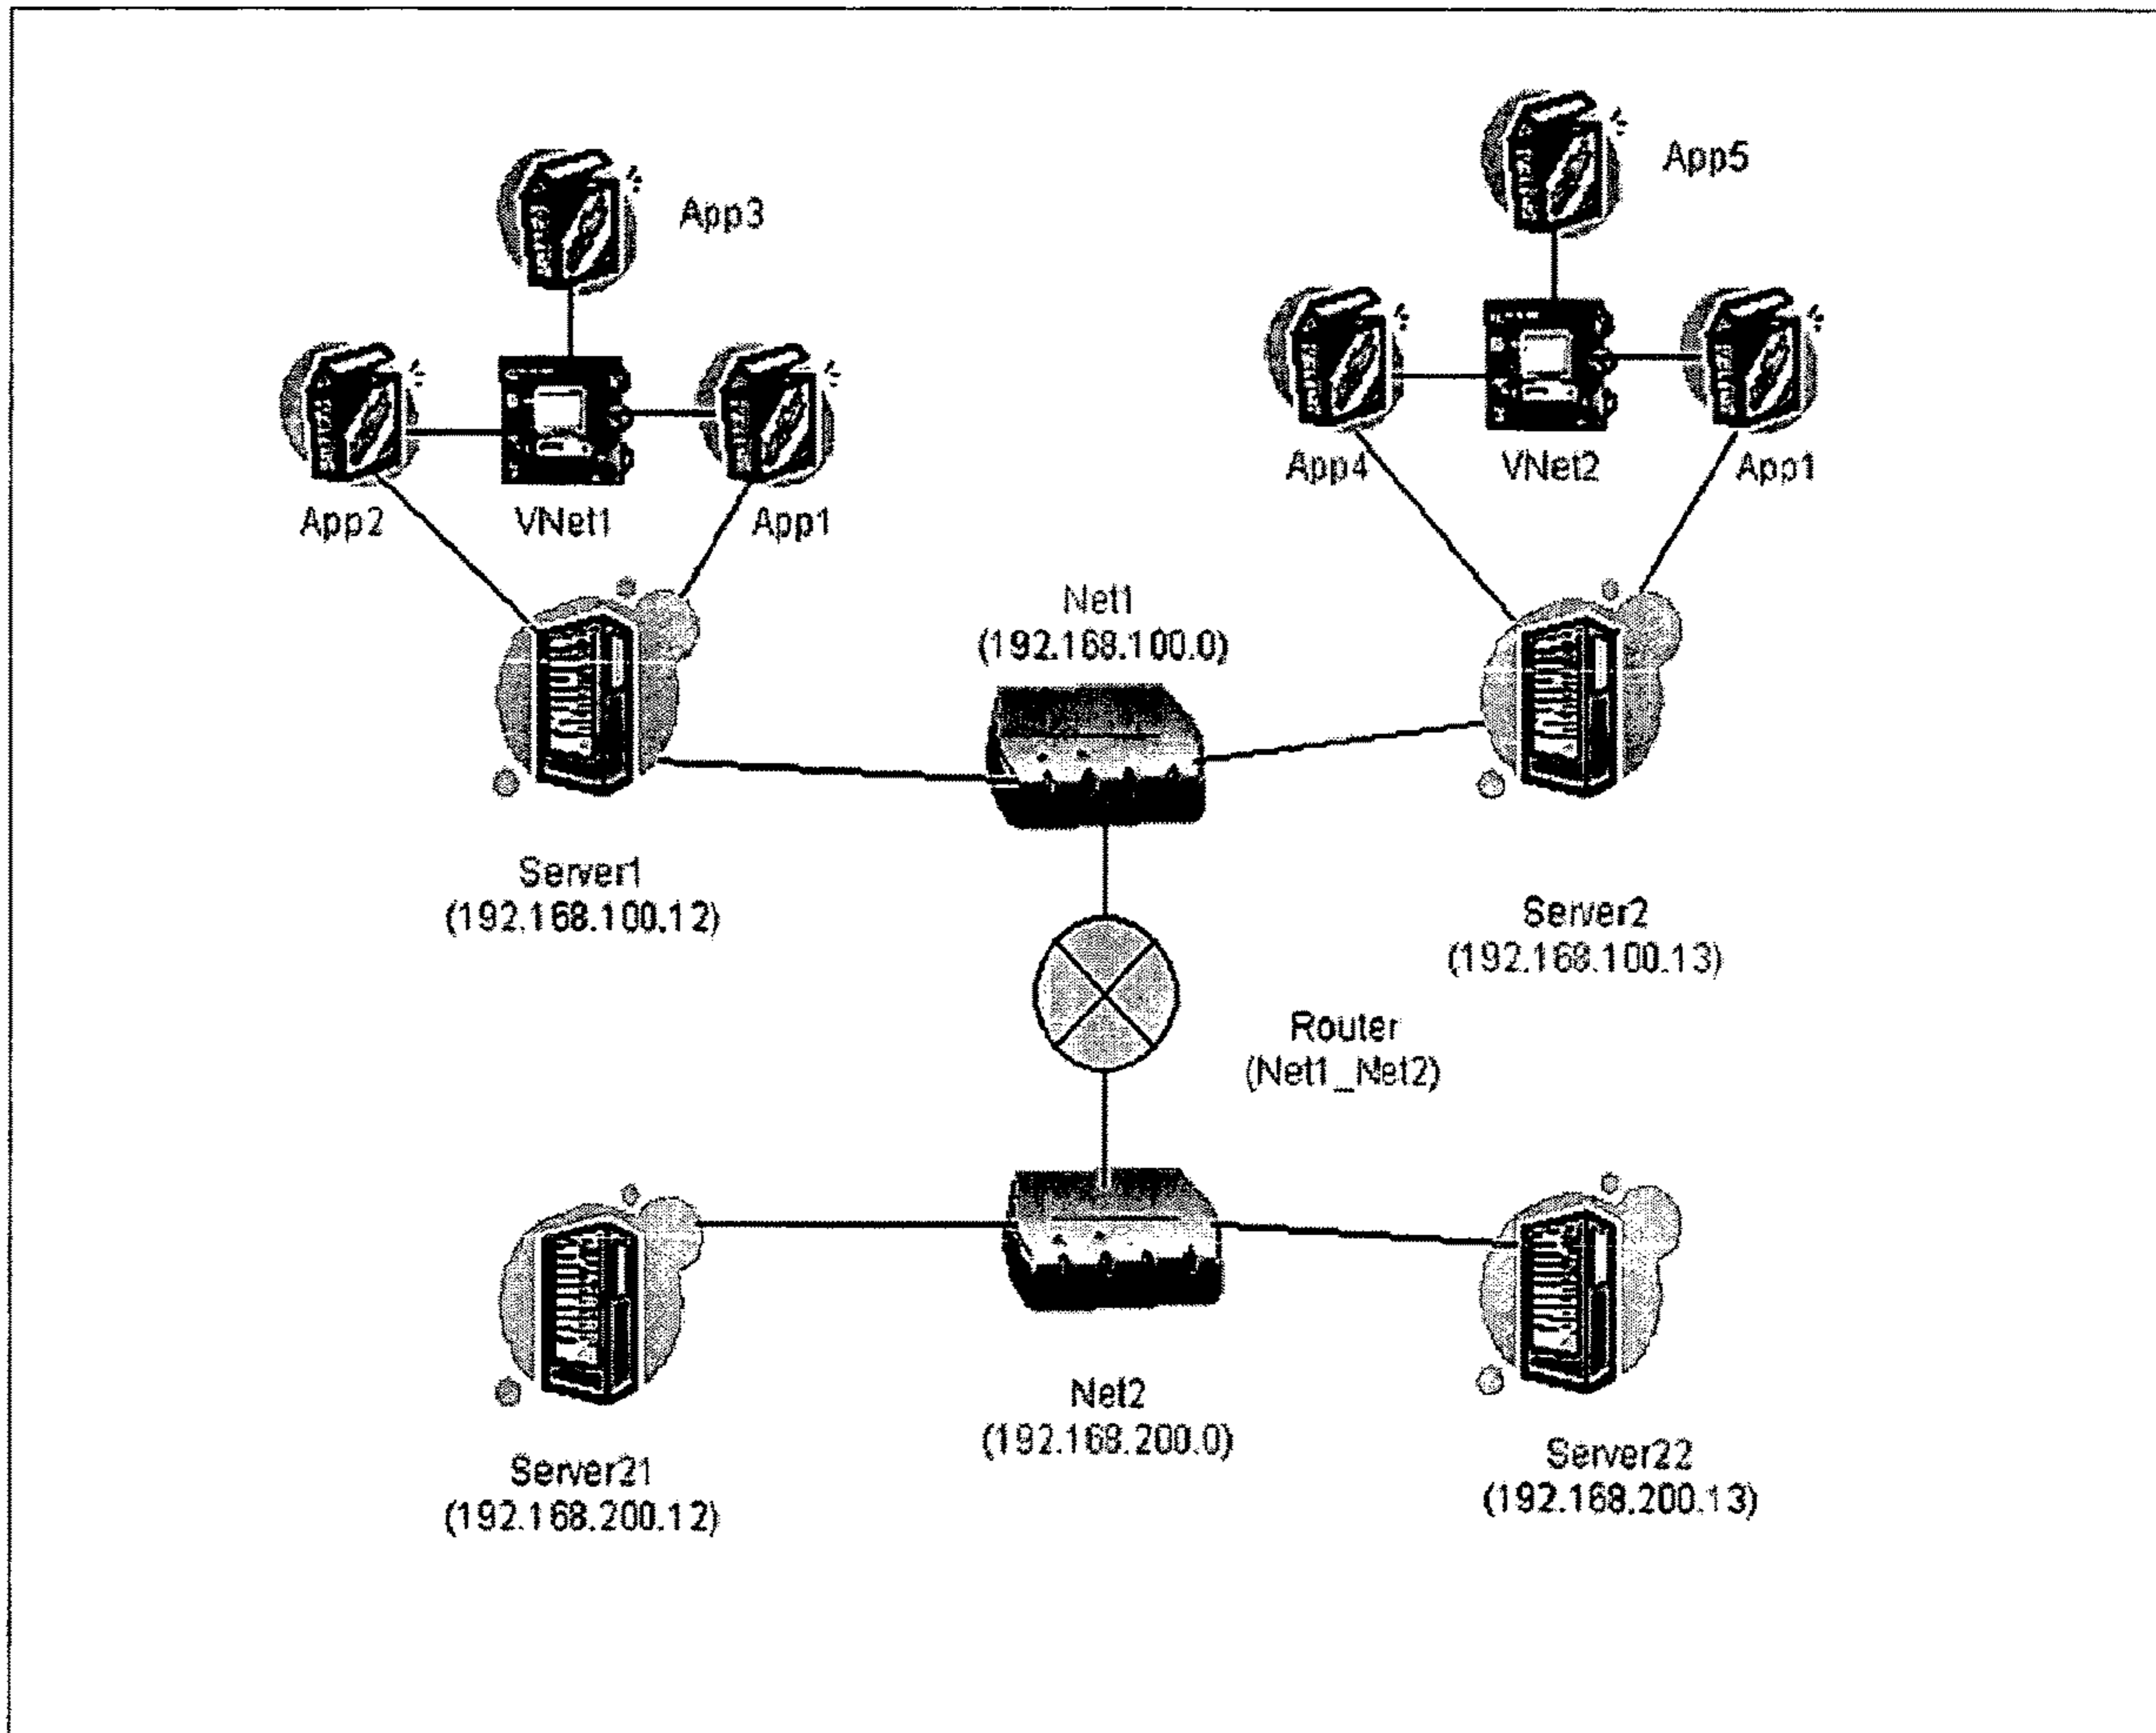 App3
App5
App2
VNet1
App1
App4
VNet2
App1
Net1
(192.168.100.0)
Server1
(192.168.100.12)
Server2
(192.168.100.13)
Router
(Net1_Net2)
Net2
(192.168.200.0)
Server21
(192.168.200.12)
Server22
(192.168.200.13)